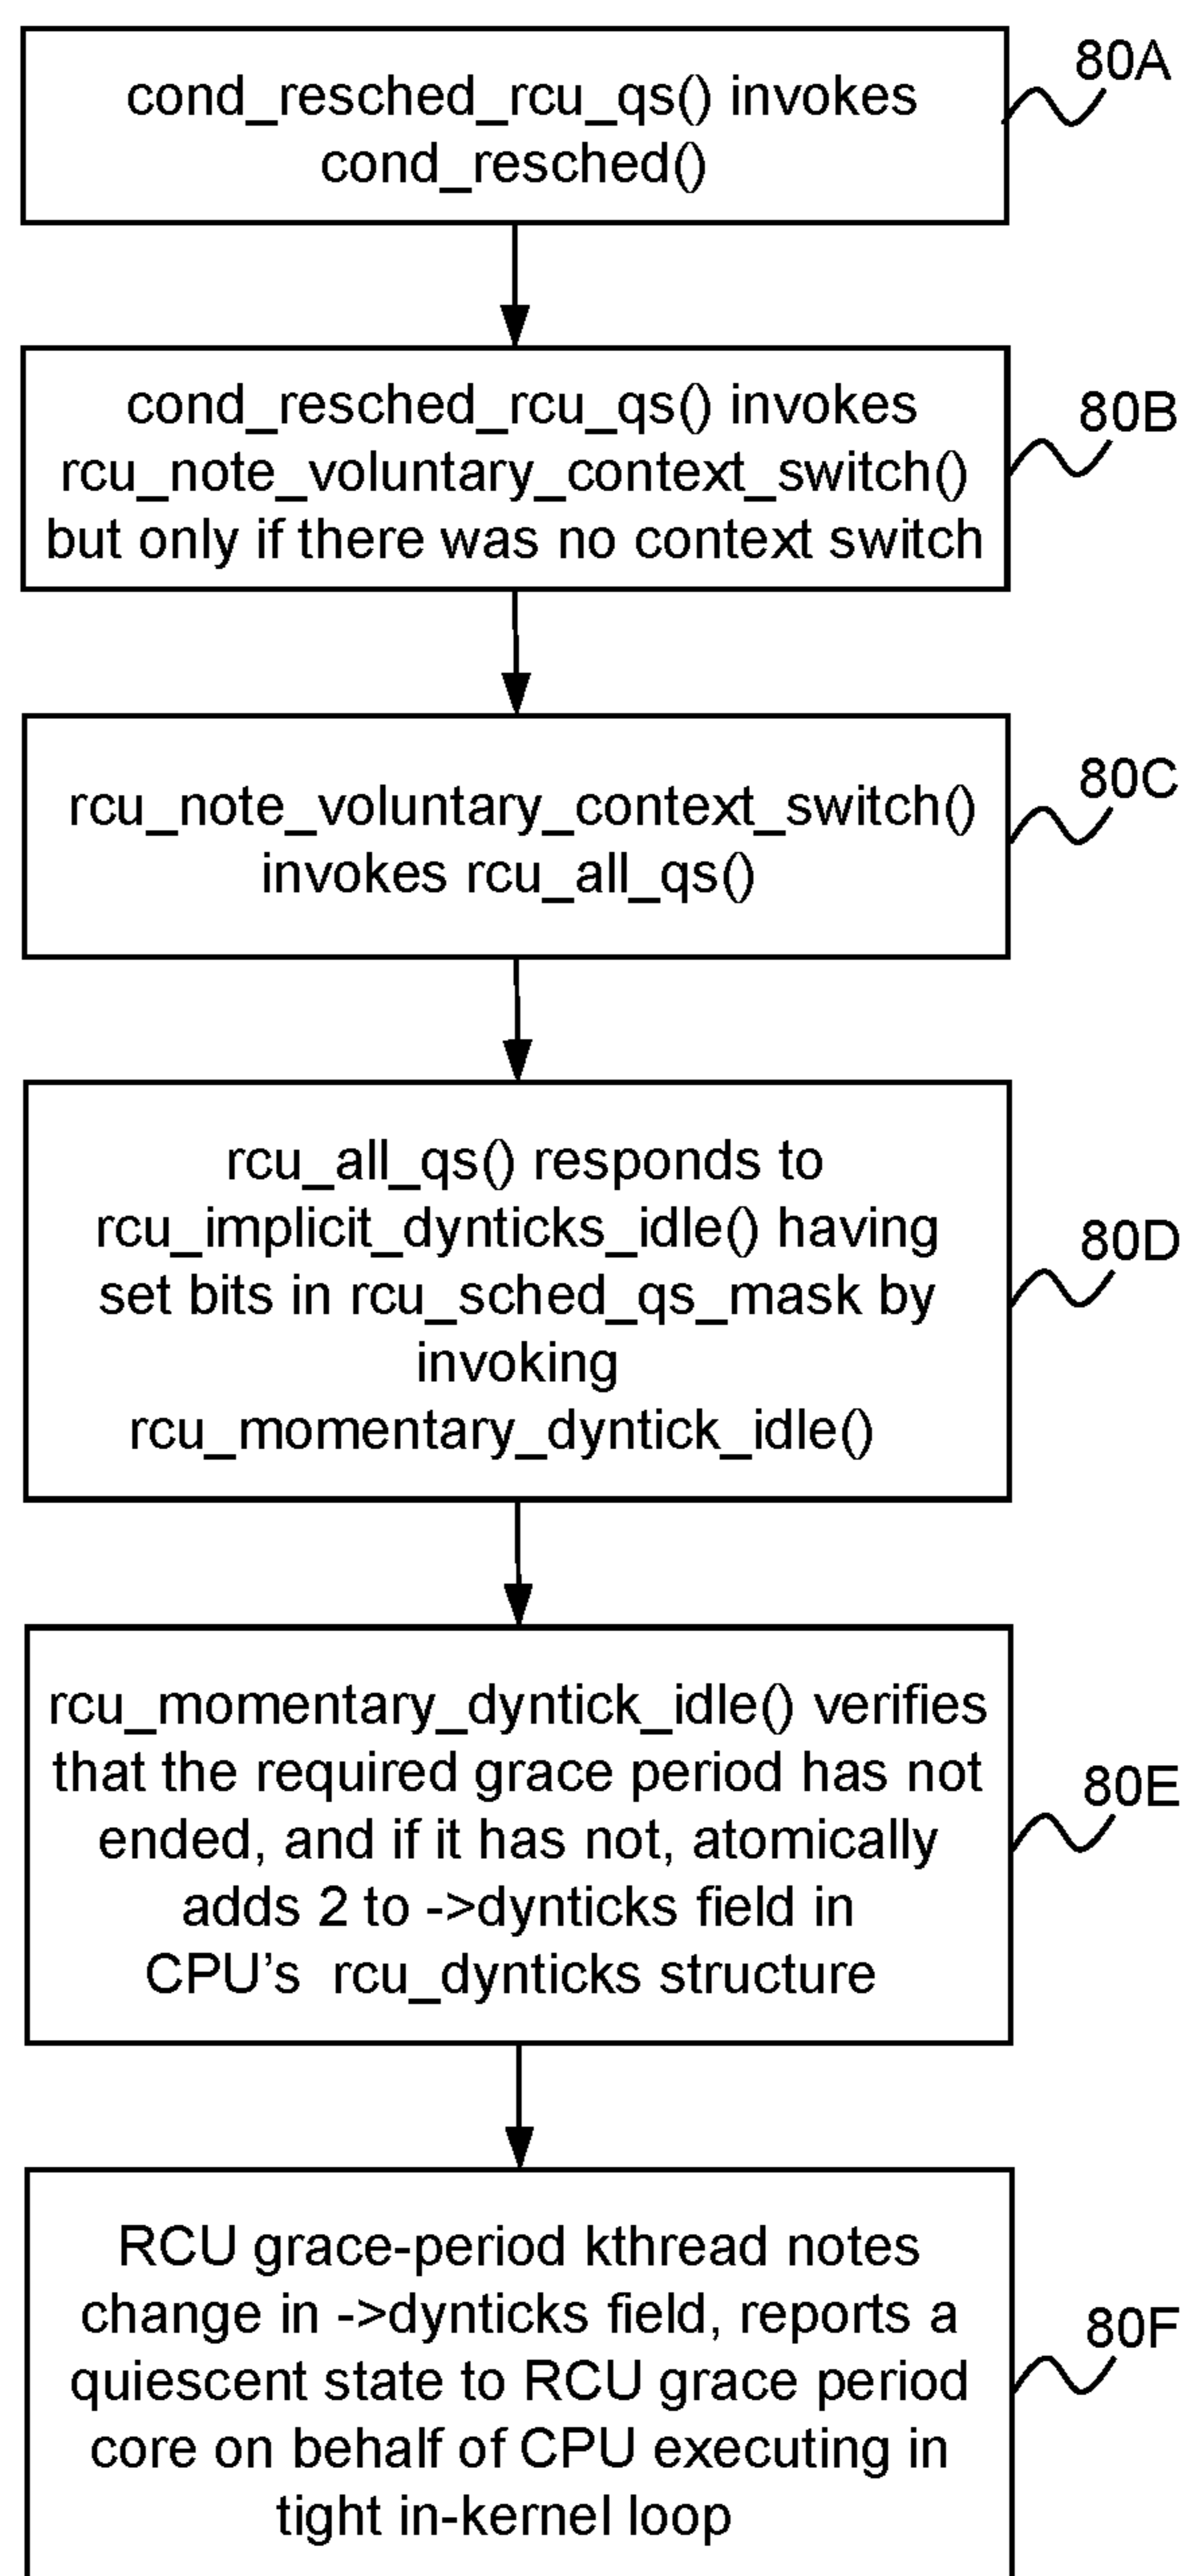 80A
cond_resched_rcu_qs() invokes
cond_resched()
80B
cond_resched_rcu_qs() invokes
rcu_note_voluntary_context_switch()
but only if there was no context switch
80C
rcu_note_voluntary_context_switch()
invokes rcu_all_qs()
80D
rcu_all_qs() responds to
rcu_implicit_dynticks_idle() having
set bits in rcu_sched_qs_mask by
invoking
rcu_momentary_dyntick_idle()
80E
rcu_momentary_dyntick_idle() verifies
that the required grace period has not
ended, and if it has not, atomically
adds 2 to ->dynticks field in
CPU’s rcu_dynticks structure
80F
RCU grace-period kthread notes
change in ->dynticks field, reports a
quiescent state to RCU grace period
core on behalf of CPU executing in
tight in-kernel loop